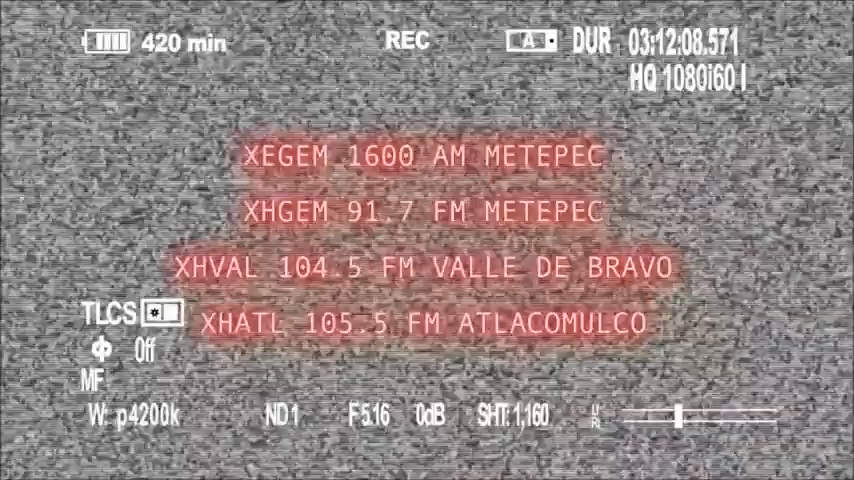 420 min REC A DUR 03:12:08.571
HQ 1080i60
XEGEM 1600 AM METEPEC
XHGEM 91.7 FM METEPEC
XHVAL 104.5 FM VALLE DE BRAVO
TLCS XHATL 105.5 FM ATLACOMULCO
Off
MF
W: p4200k ND1 F5.16 0dB SHT: 1,160